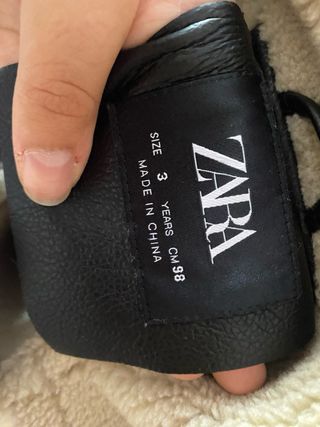 ZARA
SIZE 3 YEARS CM 98
MADE IN CHINA